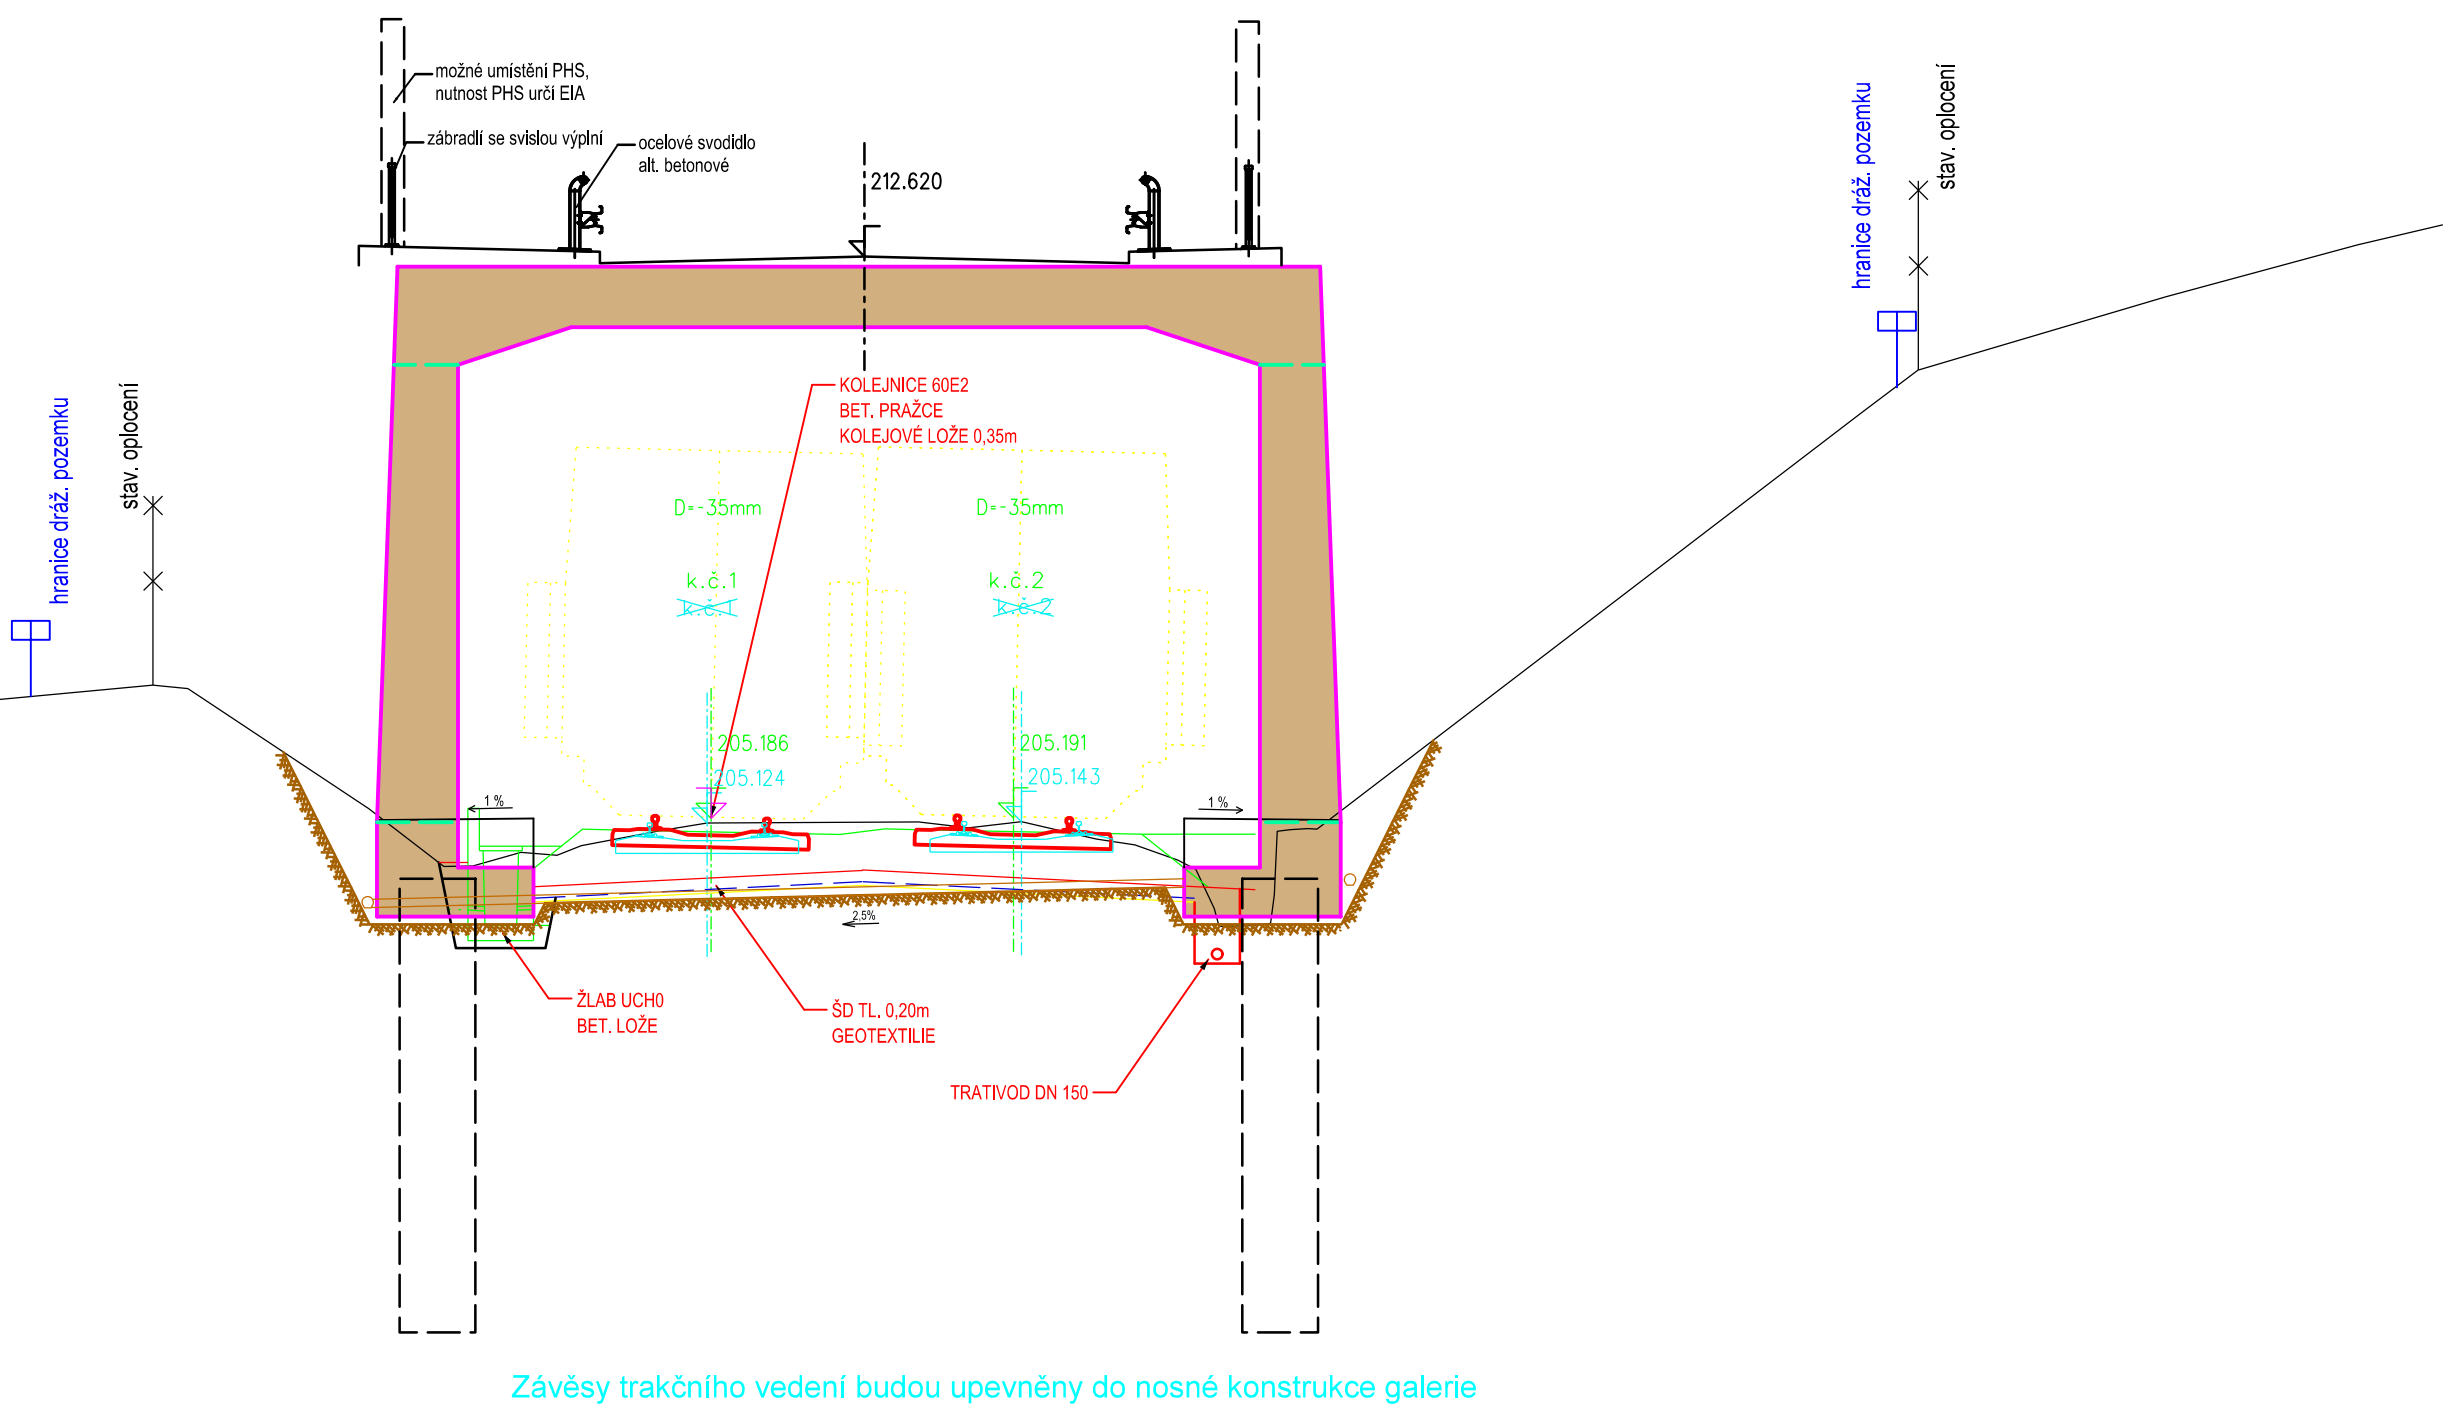 možné umístění PHS,
nutnost PHS určí EIA
zábradlí se svislou výplní
ocelové svodidlo
alt. betonové
212.620
hranice dráž. pozemku
stav. oplocení
hranice dráž. pozemku
stav. oplocení
KOLEJNICE 60E2
BET. PRAŽCE
KOLEJOVÉ LOŽE 0,35m
D=-35mm
D=-35mm
k.č.1
k.č.2
k.č.1
k.č.2
205.186
205.191
205.124
205.143
1 %
1 %
2,5%
ŽLAB UCH0
BET. LOŽE
ŠD TL. 0,20m
GEOTEXTILIE
TRATIVOD DN 150
Závěsy trakčního vedení budou upevněny do nosné konstrukce galerie